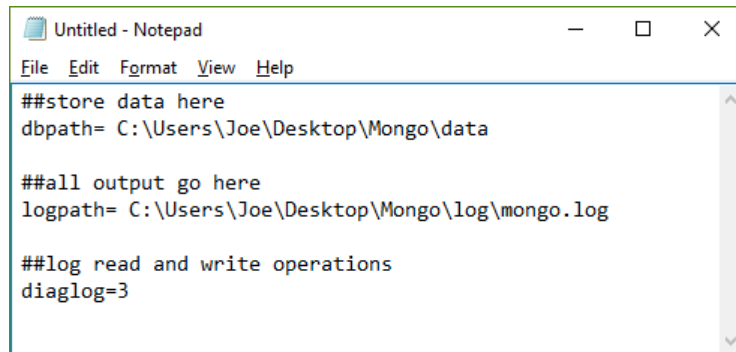 Untitled - Notepad
File Edit Format View Help
##store data here
dbpath= C:\Users\Joe\Desktop\Mongo\data
##all output go here
logpath= C:\Users\Joe\Desktop\Mongo\log\mongo.log
##log read and write operations
diaglog=3